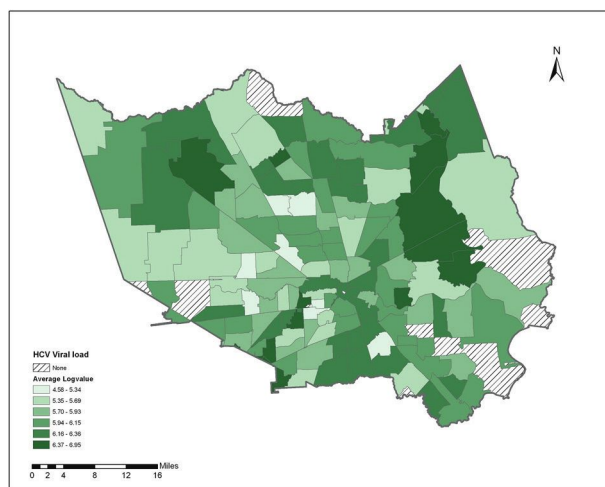 N
HCV Viral load
None
Average Logvalue
4.58 - 5.34
5.35 - 5.69
5.70 - 5.93
5.94 - 6.15
6.16 - 6.36
6.37 - 6.95
Miles
0 2 4 8 12 16